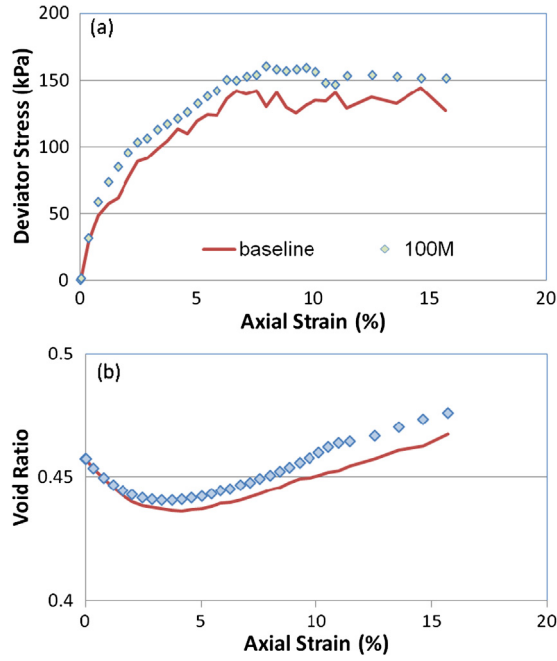 (a)
Deviator Stress (kPa)
200
150
100
50
0
baseline
100M
0
5
10
15
20
Axial Strain (%)
(b)
Void Ratio
0.5
0.45
0.4
0
5
10
15
20
Axial Strain (%)